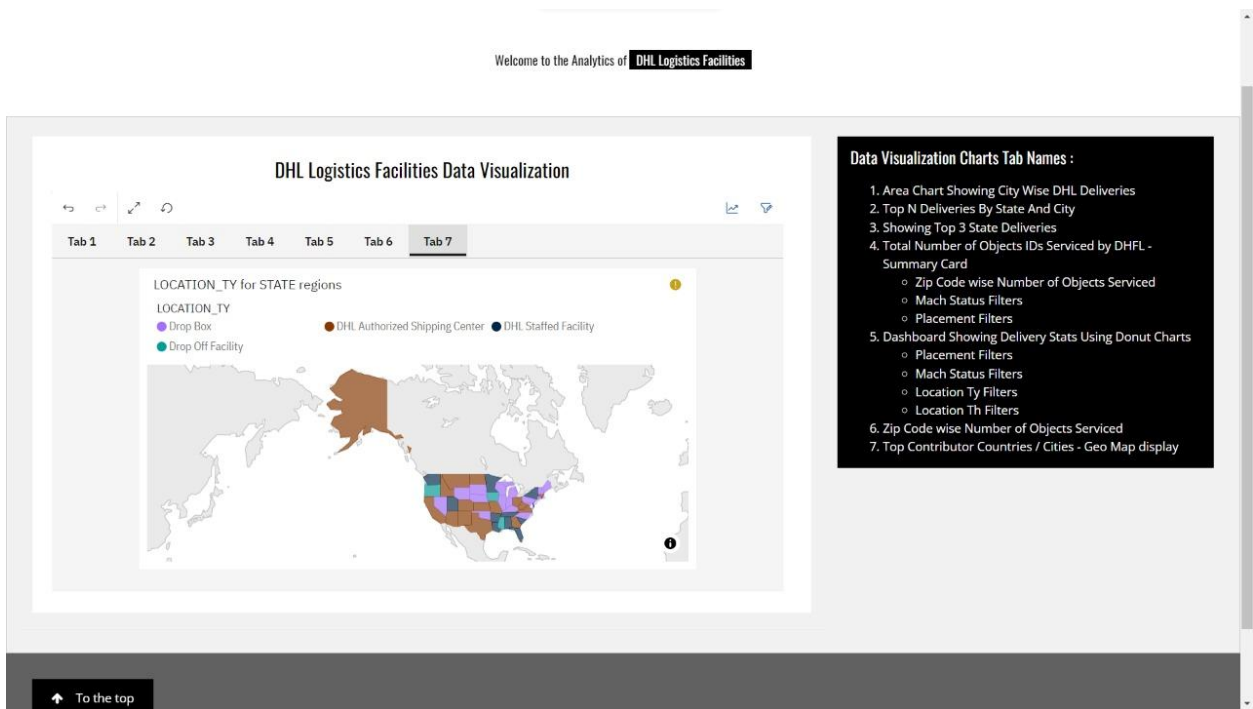 Welcome to the Analytics of DHL Logistics Facilities
DHL Logistics Facilities Data Visualization
Tab 1 Tab 2 Tab 3 Tab 4 Tab 5 Tab 6 Tab 7
LOCATION_TY for STATE regions
LOCATION_TY
Drop Box DHL Authorized Shipping Center DHL Staffed Facility
Drop Off Facility
Data Visualization Charts Tab Names :
1. Area Chart Showing City Wise DHL Deliveries
2. Top N Deliveries By State And City
3. Showing Top 3 State Deliveries
4. Total Number of Objects IDs Serviced by DHFL -
Summary Card
Zip Code wise Number of Objects Serviced
Mach Status Filters
Placement Filters
5. Dashboard Showing Delivery Stats Using Donut Charts
Placement Filters
Mach Status Filters
Location Ty Filters
Location Th Filters
6. Zip Code wise Number of Objects Serviced
7. Top Contributor Countries / Cities - Geo Map display
To the top